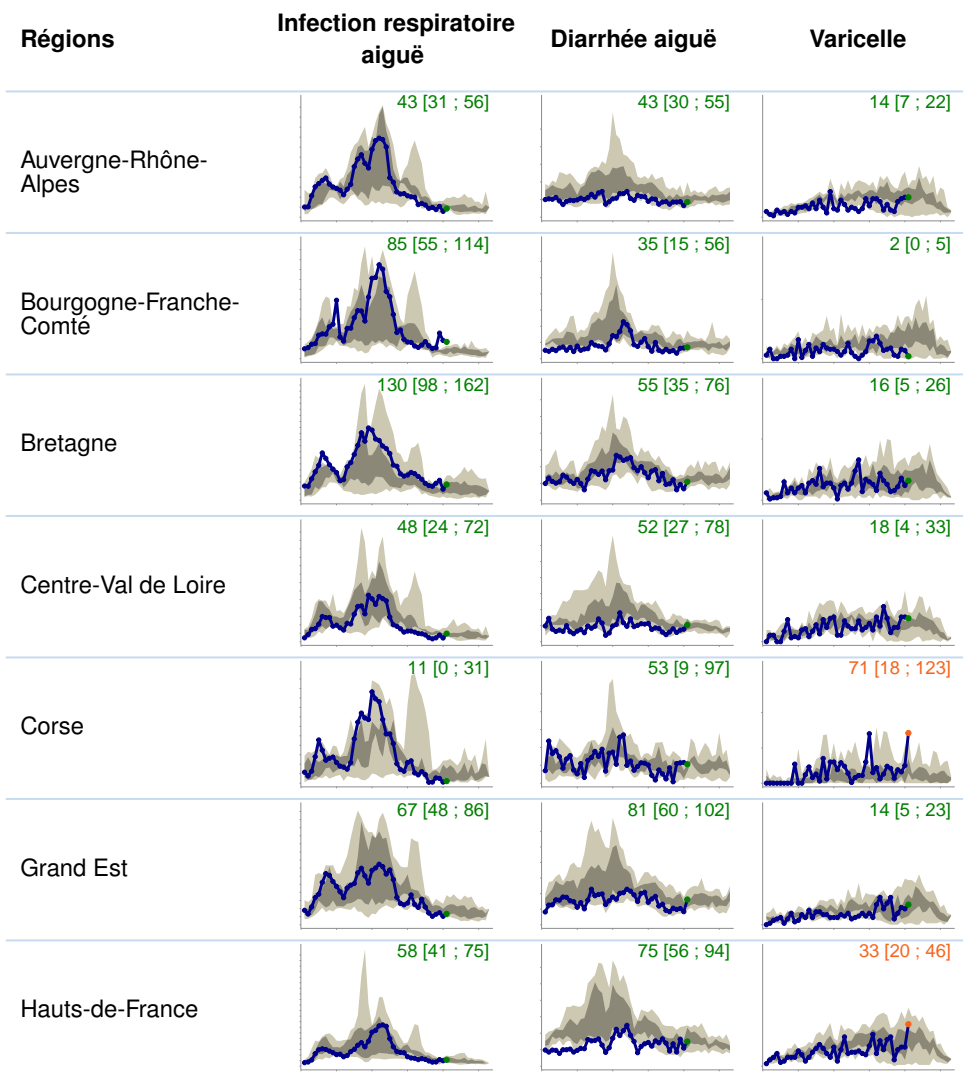 Régions
Infection respiratoire
aiguë
Diarrhée aiguë
Varicelle
Auvergne-Rhône-
Alpes
43 [31 ; 56]
43 [30 ; 55]
14 [7 ; 22]
Bourgogne-Franche-
Comté
85 [55 ; 114]
35 [15 ; 56]
2 [0 ; 5]
Bretagne
130 [98 ; 162]
55 [35 ; 76]
16 [5 ; 26]
Centre-Val de Loire
48 [24 ; 72]
52 [27 ; 78]
18 [4 ; 33]
Corse
11 [0 ; 31]
53 [9 ; 97]
71 [18 ; 123]
Grand Est
67 [48 ; 86]
81 [60 ; 102]
14 [5 ; 23]
Hauts-de-France
58 [41 ; 75]
75 [56 ; 94]
33 [20 ; 46]